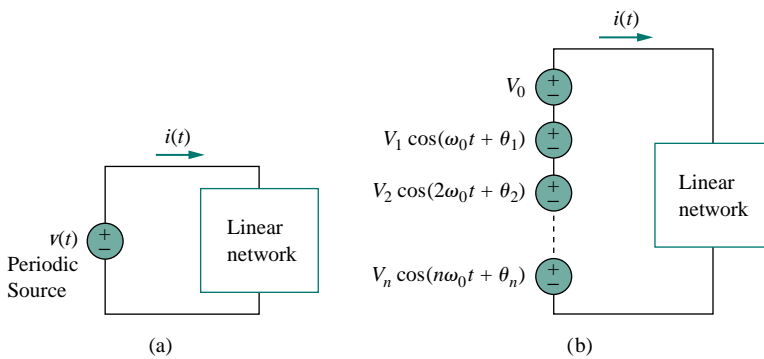 i(t)
v(t)
Periodic
Source
+
−
Linear
network
(a)
i(t)
V₀
+
−
V₁ cos(ω₀t + θ₁)
+
−
V₂ cos(2ω₀t + θ₂)
+
−
Vₙ cos(nω₀t + θₙ)
+
−
Linear
network
(b)